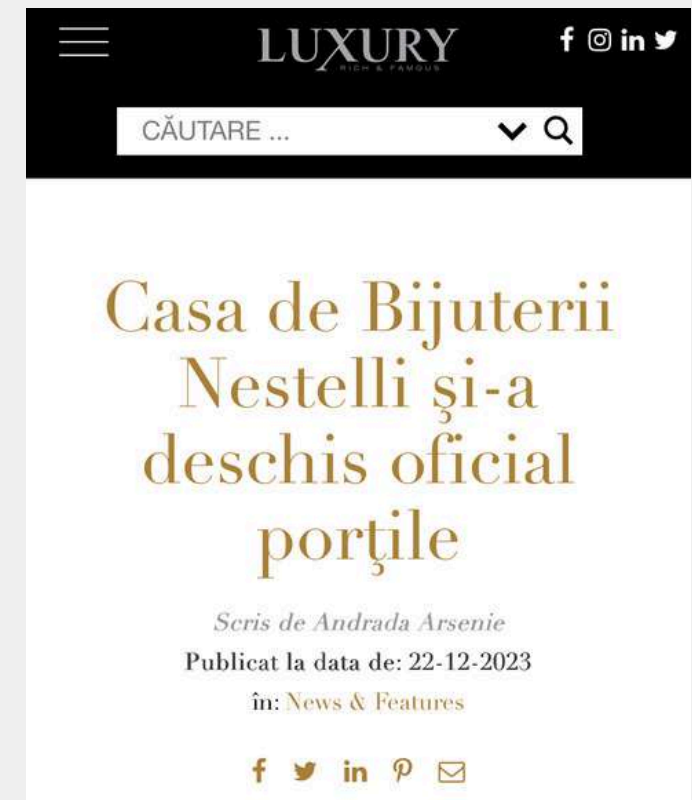 LUXURY
RICH & FAMOUS
CĂUTARE ...
Casa de Bijuterii
Nestelli şi-a
deschis oficial
porţile
Scris de Andrada Arsenie
Publicat la data de: 22-12-2023
în: News & Features